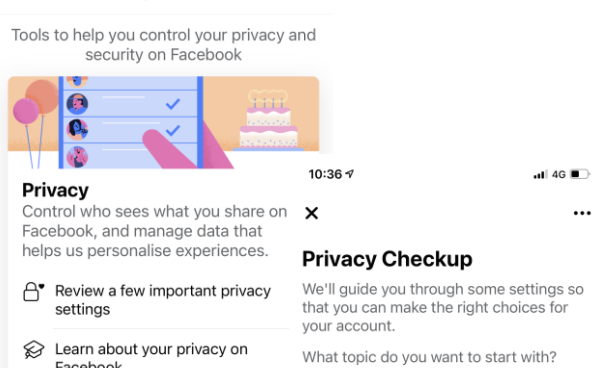 Tools to help you control your privacy and
security on Facebook
Privacy
Control who sees what you share on
Facebook, and manage data that
helps us personalise experiences.
Review a few important privacy
settings
Learn about your privacy on
Facebook
10:36
4G
Privacy Checkup
We'll guide you through some settings so
that you can make the right choices for
your account.
What topic do you want to start with?